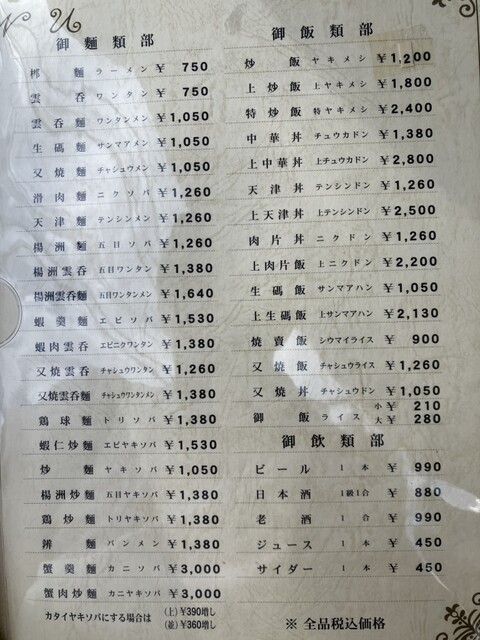 御麵類部
梆麵 ラーメン ¥ 750
雲呑 ワンタン ¥ 750
雲呑麵 ワンタンメン ¥1,050
生碼麵 サンマアメン ¥1,050
叉焼麵 チャシュウメン ¥1,050
滑肉麵 ニクソバ ¥1,260
天津麵 テンシンメン ¥1,260
楊洲麵 五目ソバ ¥1,260
楊洲雲呑 五目ワンタン ¥1,380
楊洲雲呑麵 五目ワンタンメン ¥1,640
蝦羹麵 エビソバ ¥1,530
蝦肉雲呑 エビニクワンタン ¥1,380
叉焼雲呑 チャシュウワンタン ¥1,260
叉焼雲呑麵 チャシュウワンタンメン ¥1,380
鶏球麵 トリソバ ¥1,380
蝦仁炒麵 エビヤキソバ ¥1,530
炒麵 ヤキソバ ¥1,050
楊洲炒麵 五目ヤキソバ ¥1,380
鶏炒麵 トリヤキソバ ¥1,380
辨麵 バンメン ¥1,380
蟹羹麵 カニソバ ¥3,000
蟹肉炒麵 カニヤキソバ ¥3,000
カタイヤキソバにする場合は (上)¥390増し
(並)¥360増し
御飯類部
炒飯 ヤキメシ ¥1,200
上炒飯 上ヤキメシ ¥1,800
特炒飯 特ヤキメシ ¥2,400
中華丼 チュウカドン ¥1,380
上中華丼 上チュウカドン ¥2,800
天津丼 テンシンドン ¥1,260
上天津丼 上テンシンドン ¥2,500
肉片丼 ニクドン ¥1,260
上肉片飯 上ニクドン ¥2,200
生碼飯 サンマアハン ¥1,050
上生碼飯 上サンマアハン ¥2,130
焼賣飯 シウマイライス ¥ 900
叉焼飯 チャシュウライス ¥1,260
叉焼丼 チャシュウドン ¥1,050
御飯 ライス 小 ¥ 210
大 ¥ 280
御飲類部
ビール 1本 ¥ 990
日本酒 1級1合 ¥ 880
老酒 1合 ¥ 990
ジュース 1本 ¥ 450
サイダー 1本 ¥ 450
※ 全品税込価格